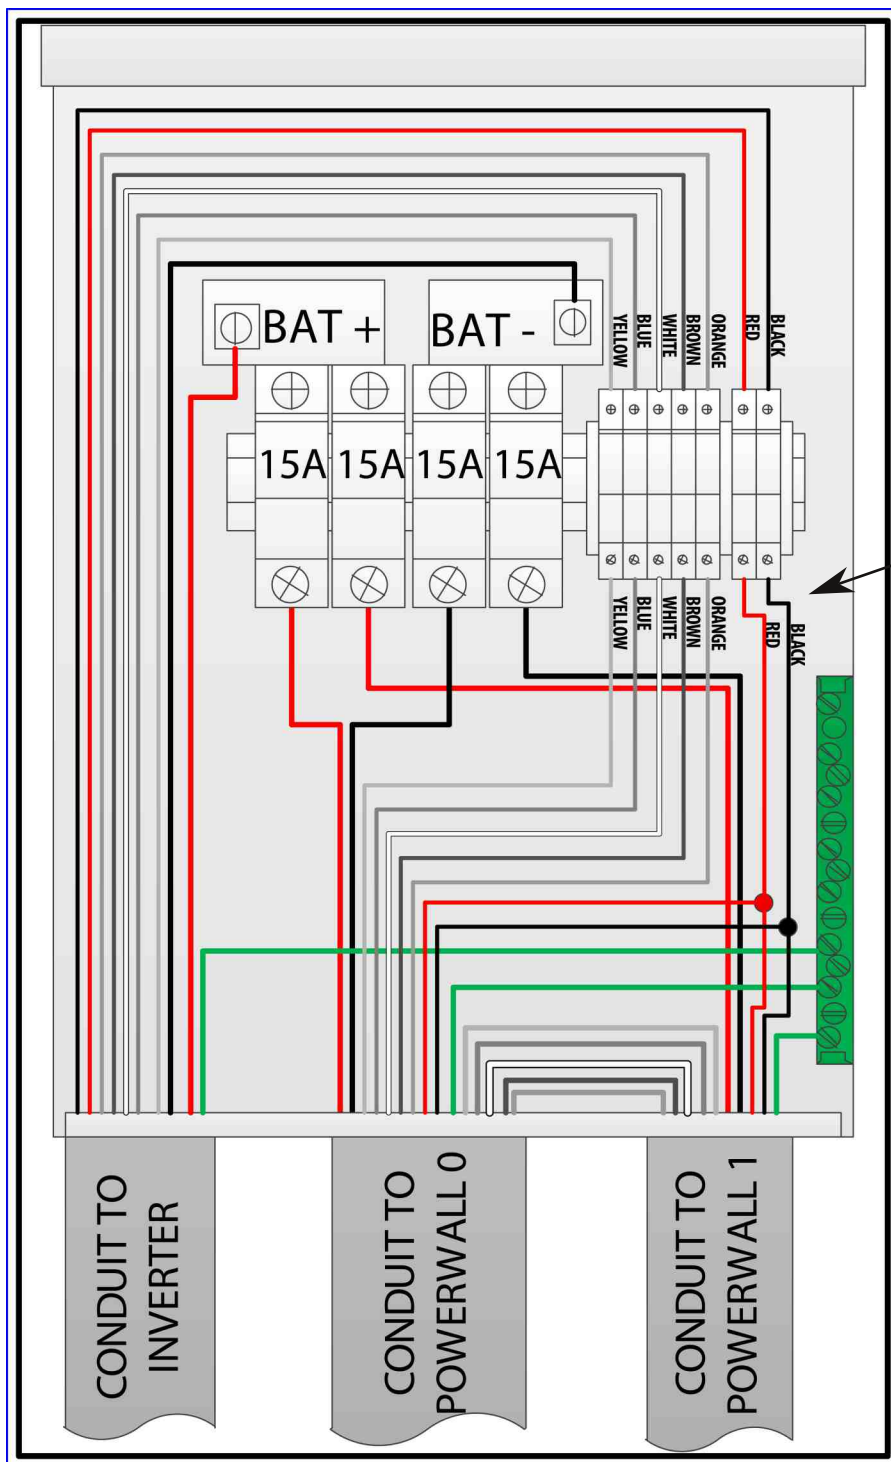 BAT +
BAT -
YELLOW
BLUE
WHITE
BROWN
ORANGE
RED
BLACK
15A
15A
15A
15A
YELLOW
BLUE
WHITE
BROWN
ORANGE
RED
BLACK
CONDUIT TO
INVERTER
CONDUIT TO
POWERWALL 0
CONDUIT TO
POWERWALL 1